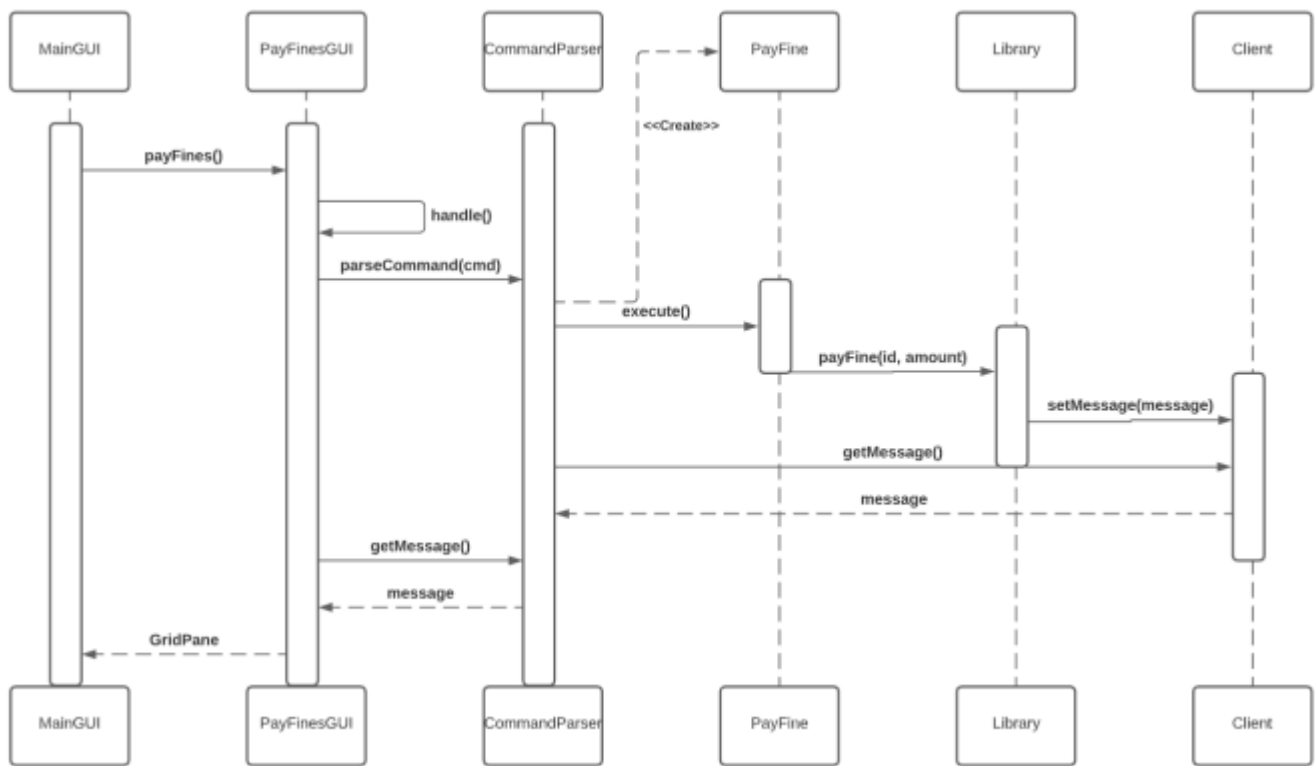 MainGUI
PayFinesGUI
CommandParser
PayFine
Library
Client
<<Create>>
payFines()
handle()
parseCommand(cmd)
execute()
payFine(id, amount)
setMessage(message)
getMessage()
message
getMessage()
message
GridPane
MainGUI
PayFinesGUI
CommandParser
PayFine
Library
Client